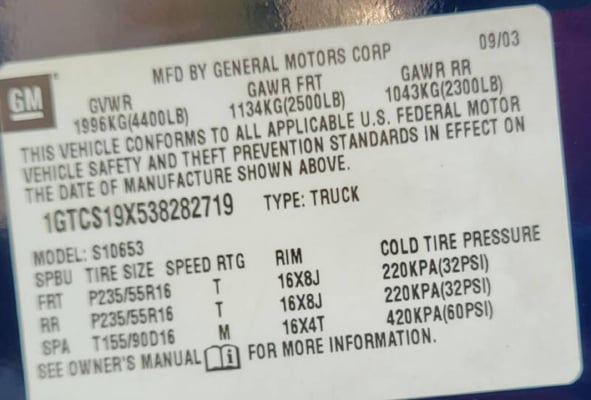 MFD BY GENERAL MOTORS CORP 09/03
GM GVWR GAWR FRT GAWR RR
1996KG(4400LB) 1134KG(2500LB) 1043KG(2300LB)
THIS VEHICLE CONFORMS TO ALL APPLICABLE U.S. FEDERAL MOTOR
VEHICLE SAFETY AND THEFT PREVENTION STANDARDS IN EFFECT ON
THE DATE OF MANUFACTURE SHOWN ABOVE.
1GTCS19X538282719 TYPE: TRUCK
MODEL: S10653
SPBU TIRE SIZE SPEED RTG RIM COLD TIRE PRESSURE
FRT P235/55R16 T 16X8J 220KPA(32PSI)
RR P235/55R16 T 16X8J 220KPA(32PSI)
SPA T155/90D16 M 16X4T 420KPA(60PSI)
SEE OWNER'S MANUAL i FOR MORE INFORMATION.